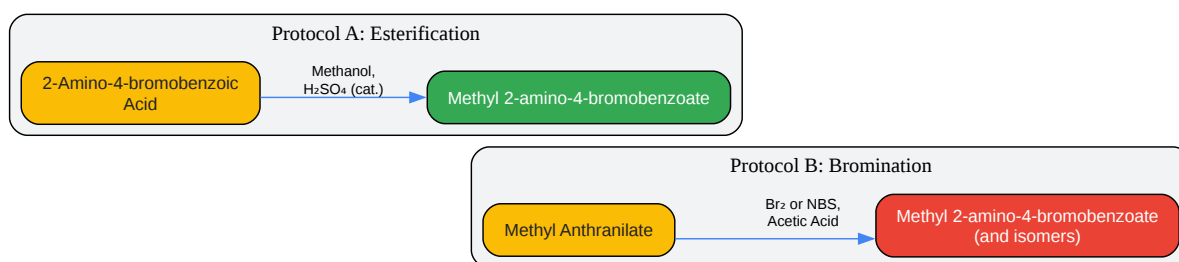 Protocol A: Esterification
2-Amino-4-bromobenzoic
Acid
Methanol,
H₂SO₄ (cat.)
Methyl 2-amino-4-bromobenzoate
Protocol B: Bromination
Methyl Anthranilate
Br₂ or NBS,
Acetic Acid
Methyl 2-amino-4-bromobenzoate
(and isomers)